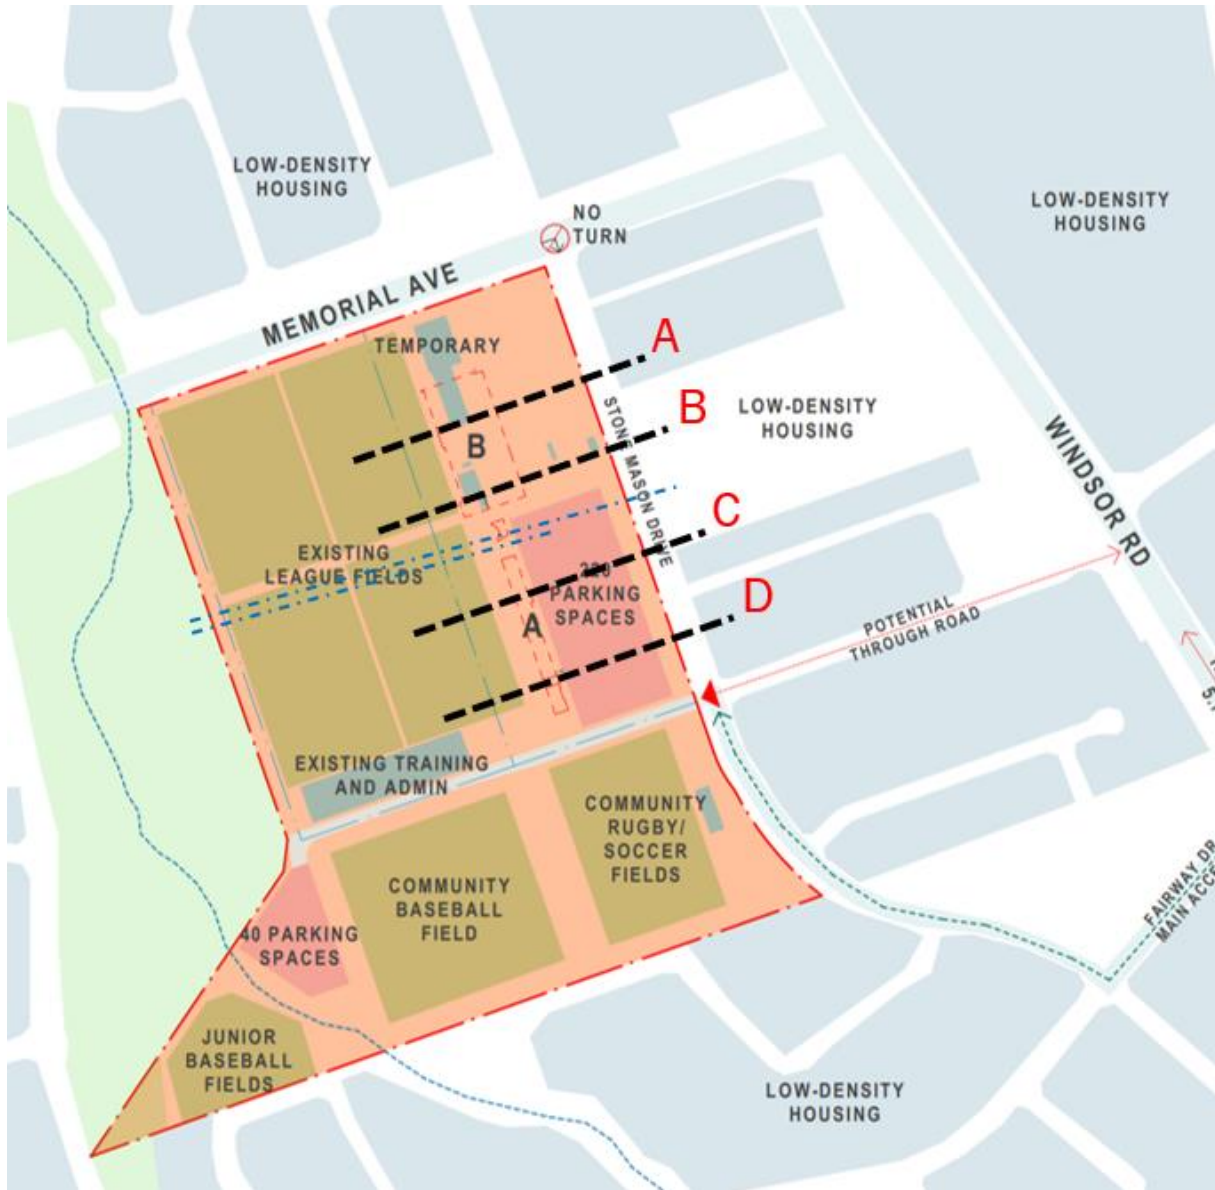 LOW-DENSITY
HOUSING
NO
TURN
LOW-DENSITY
HOUSING
MEMORIAL AVE
TEMPORARY
A
B
B
STONE MASON DRIVE
LOW-DENSITY
HOUSING
WINDSOR RD
C
EXISTING
LEAGUE FIELDS
PARKING
SPACES
A
D
POTENTIAL
THROUGH ROAD
EXISTING TRAINING
AND ADMIN
COMMUNITY
RUGBY/
SOCCER
FIELDS
COMMUNITY
BASEBALL
FIELD
FAIRWAY DR
40 PARKING
SPACES
JUNIOR
BASEBALL
FIELDS
LOW-DENSITY
HOUSING